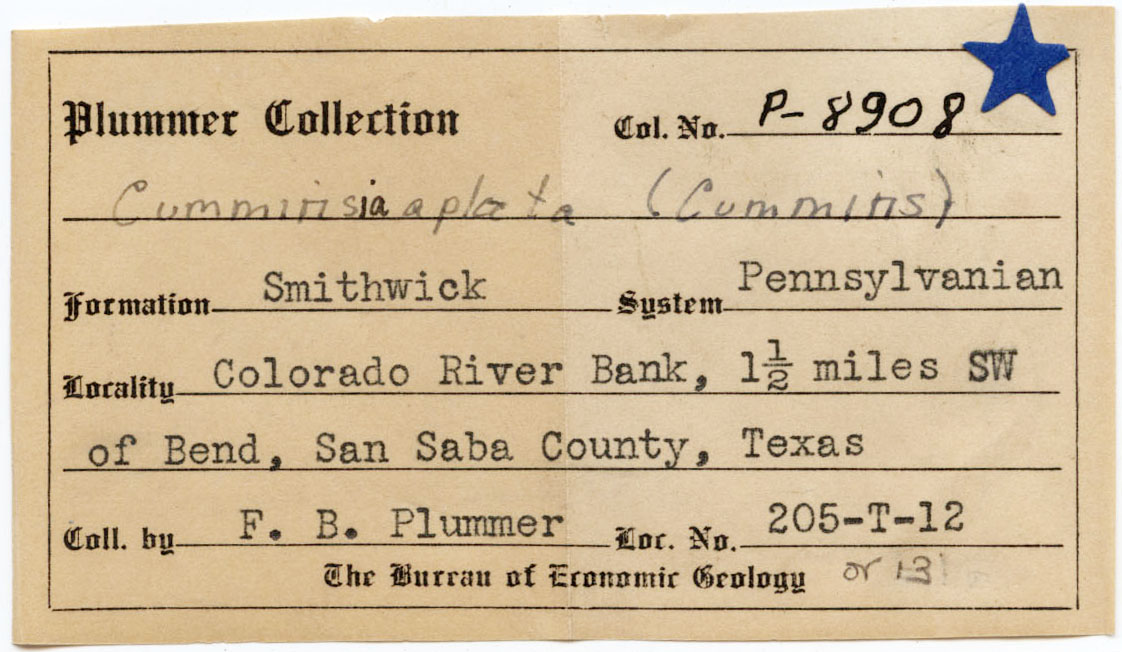 Plummer Collection Col. No. P-8908
Cumminsia aplata (Cummins)
Formation Smithwick System Pennsylvanian
Locality Colorado River Bank, 1½ miles SW
of Bend, San Saba County, Texas
Coll. by F. B. Plummer Loc. No. 205-T-12
The Bureau of Economic Geology or 13